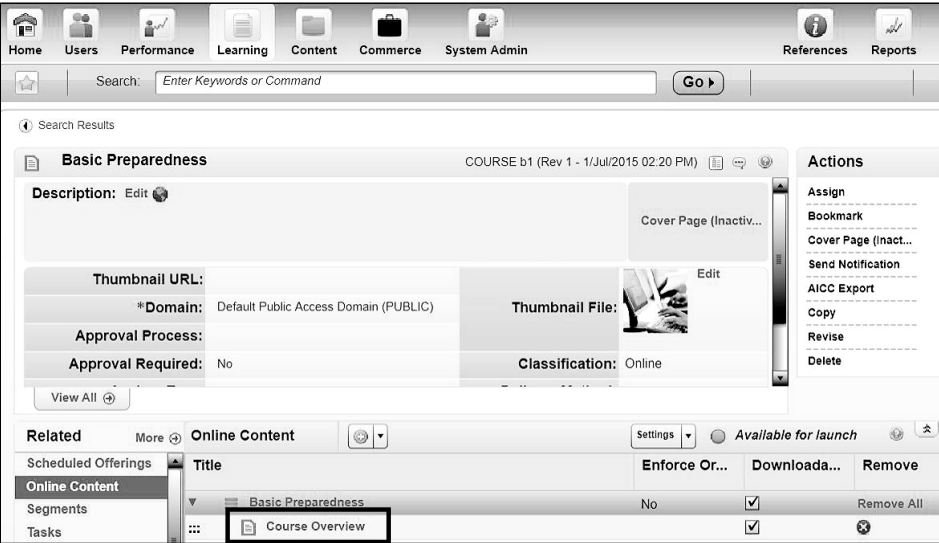 Home Users Performance Learning Content Commerce System Admin References Reports
Search: Enter Keywords or Command Go
Search Results
Basic Preparedness COURSE b1 (Rev 1 - 1/Jul/2015 02:20 PM)
Description: Edit
Cover Page (Inactiv...
Thumbnail URL:
*Domain: Default Public Access Domain (PUBLIC)
Approval Process:
Approval Required: No
Thumbnail File: Edit
Classification: Online
View All
Actions
Assign
Bookmark
Cover Page (Inact...
Send Notification
AICC Export
Copy
Revise
Delete
Related More
Scheduled Offerings
Online Content
Segments
Tasks
Online Content Settings Available for launch
Title Enforce Or... Downloada... Remove
Basic Preparedness No Remove All
Course Overview